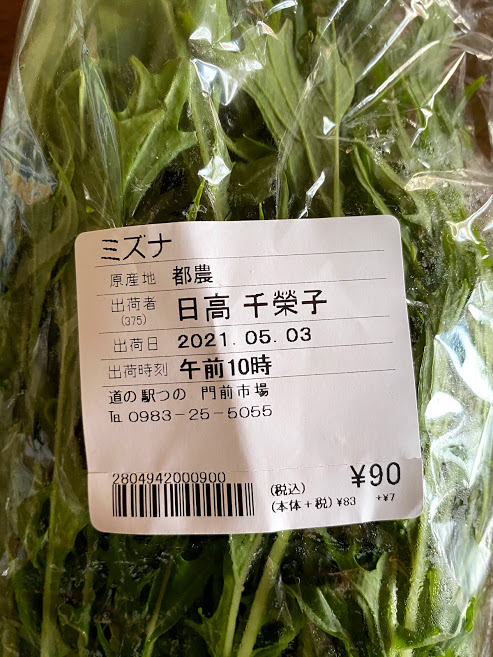 ミズナ
原産地 都農
出荷者 日高 千榮子
(375)
出荷日 2021.05.03
出荷時刻 午前10時
道の駅つの 門前市場
℡ 0983-25-5055
2804942000900
¥90
(税込)
(本体+税) ¥83 +¥7